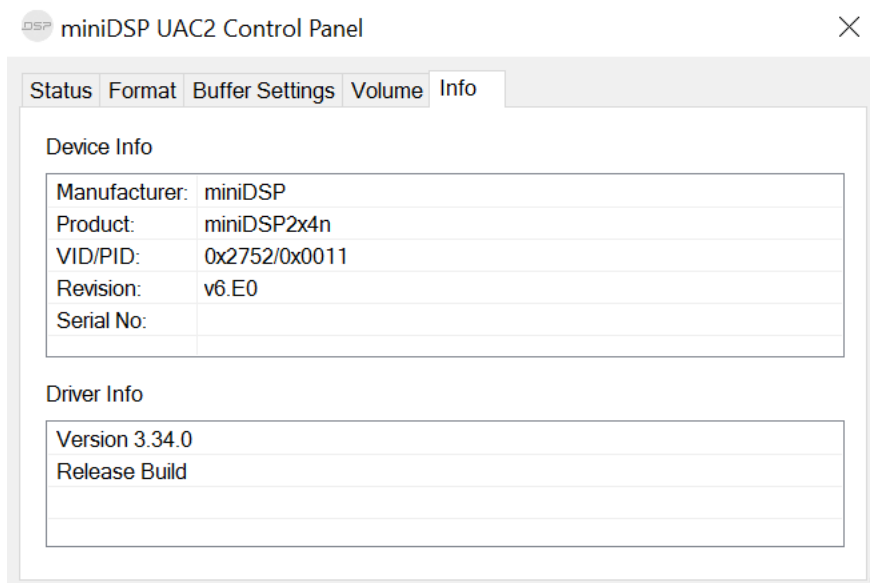 DSP miniDSP UAC2 Control Panel
Status Format Buffer Settings Volume Info
Device Info
Manufacturer: miniDSP
Product: miniDSP2x4n
VID/PID: 0x2752/0x0011
Revision: v6.E0
Serial No:
Driver Info
Version 3.34.0
Release Build